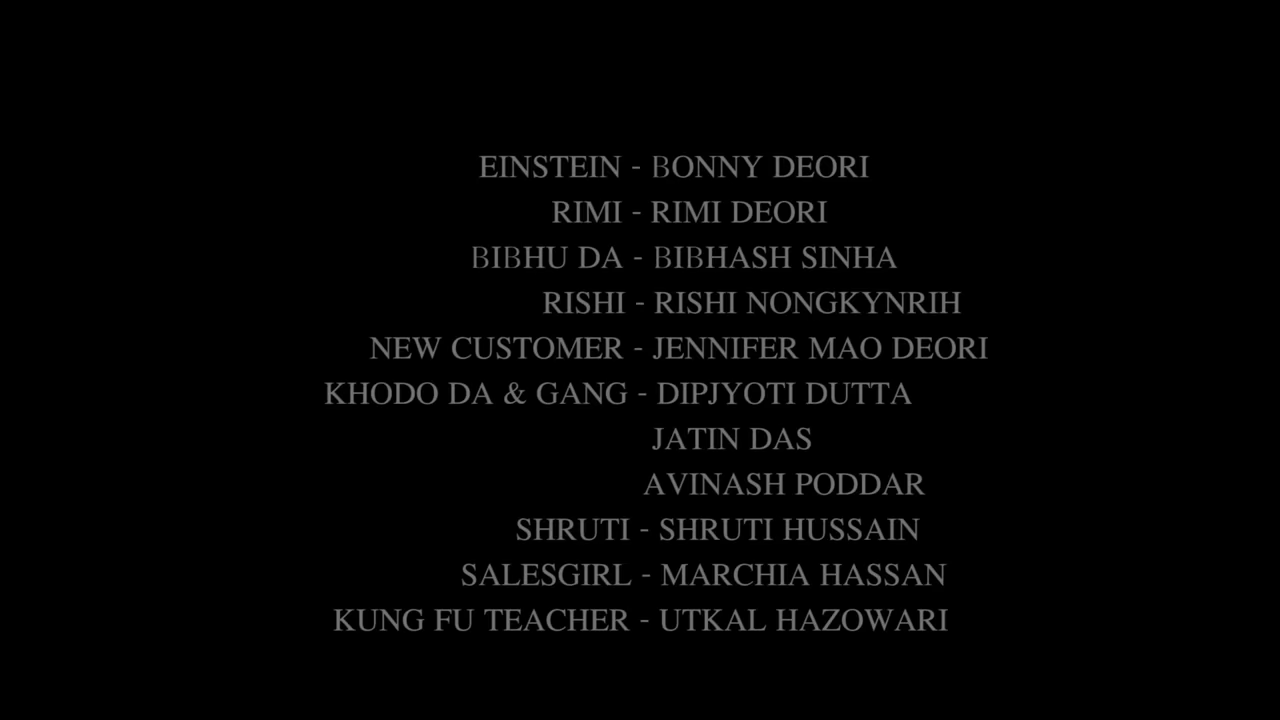 EINSTEIN - BONNY DEORI
RIMI - RIMI DEORI
BIBHU DA - BIBHASH SINHA
RISHI - RISHI NONGKYNRIH
NEW CUSTOMER - JENNIFER MAO DEORI
KHODO DA & GANG - DIPJYOTI DUTTA
JATIN DAS
AVINASH PODDAR
SHRUTI - SHRUTI HUSSAIN
SALESGIRL - MARCHIA HASSAN
KUNG FU TEACHER - UTKAL HAZOWARI